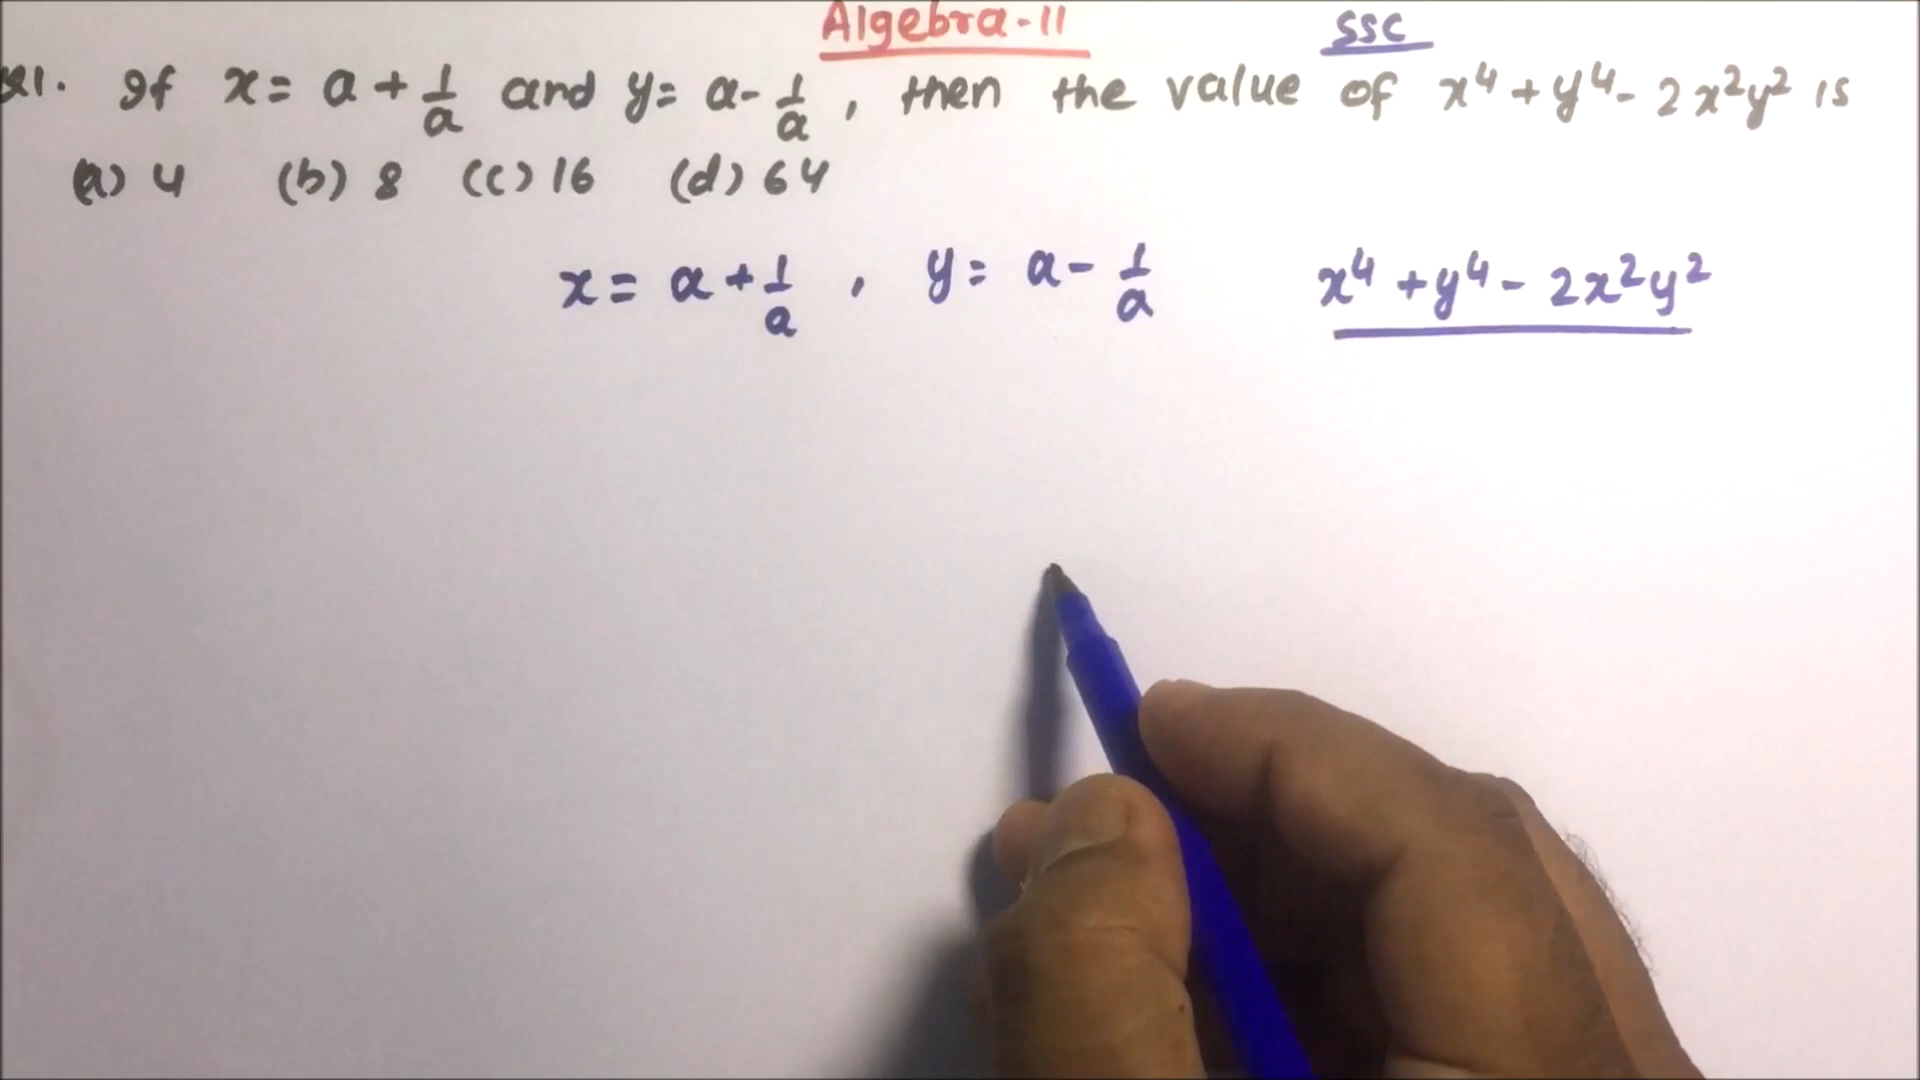 Algebra-11 SSC
Q1. If x = a + 1/a and y = a - 1/a, then the value of x⁴ + y⁴ - 2x²y² is
(a) 4 (b) 8 (c) 16 (d) 64
x = a + 1/a , y = a - 1/a x⁴ + y⁴ - 2x²y²